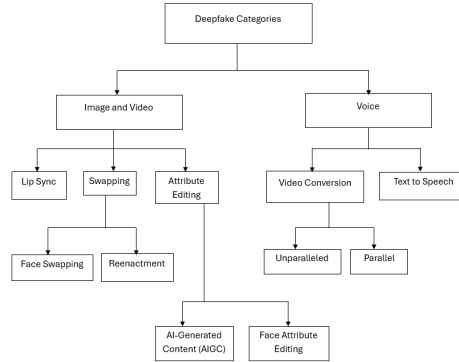 Deepfake Categories
Image and Video
Voice
Lip Sync
Swapping
Attribute
Editing
Video Conversion
Text to Speech
Face Swapping
Reenactment
Unparalleled
Parallel
AI-Generated
Content (AIGC)
Face Attribute
Editing